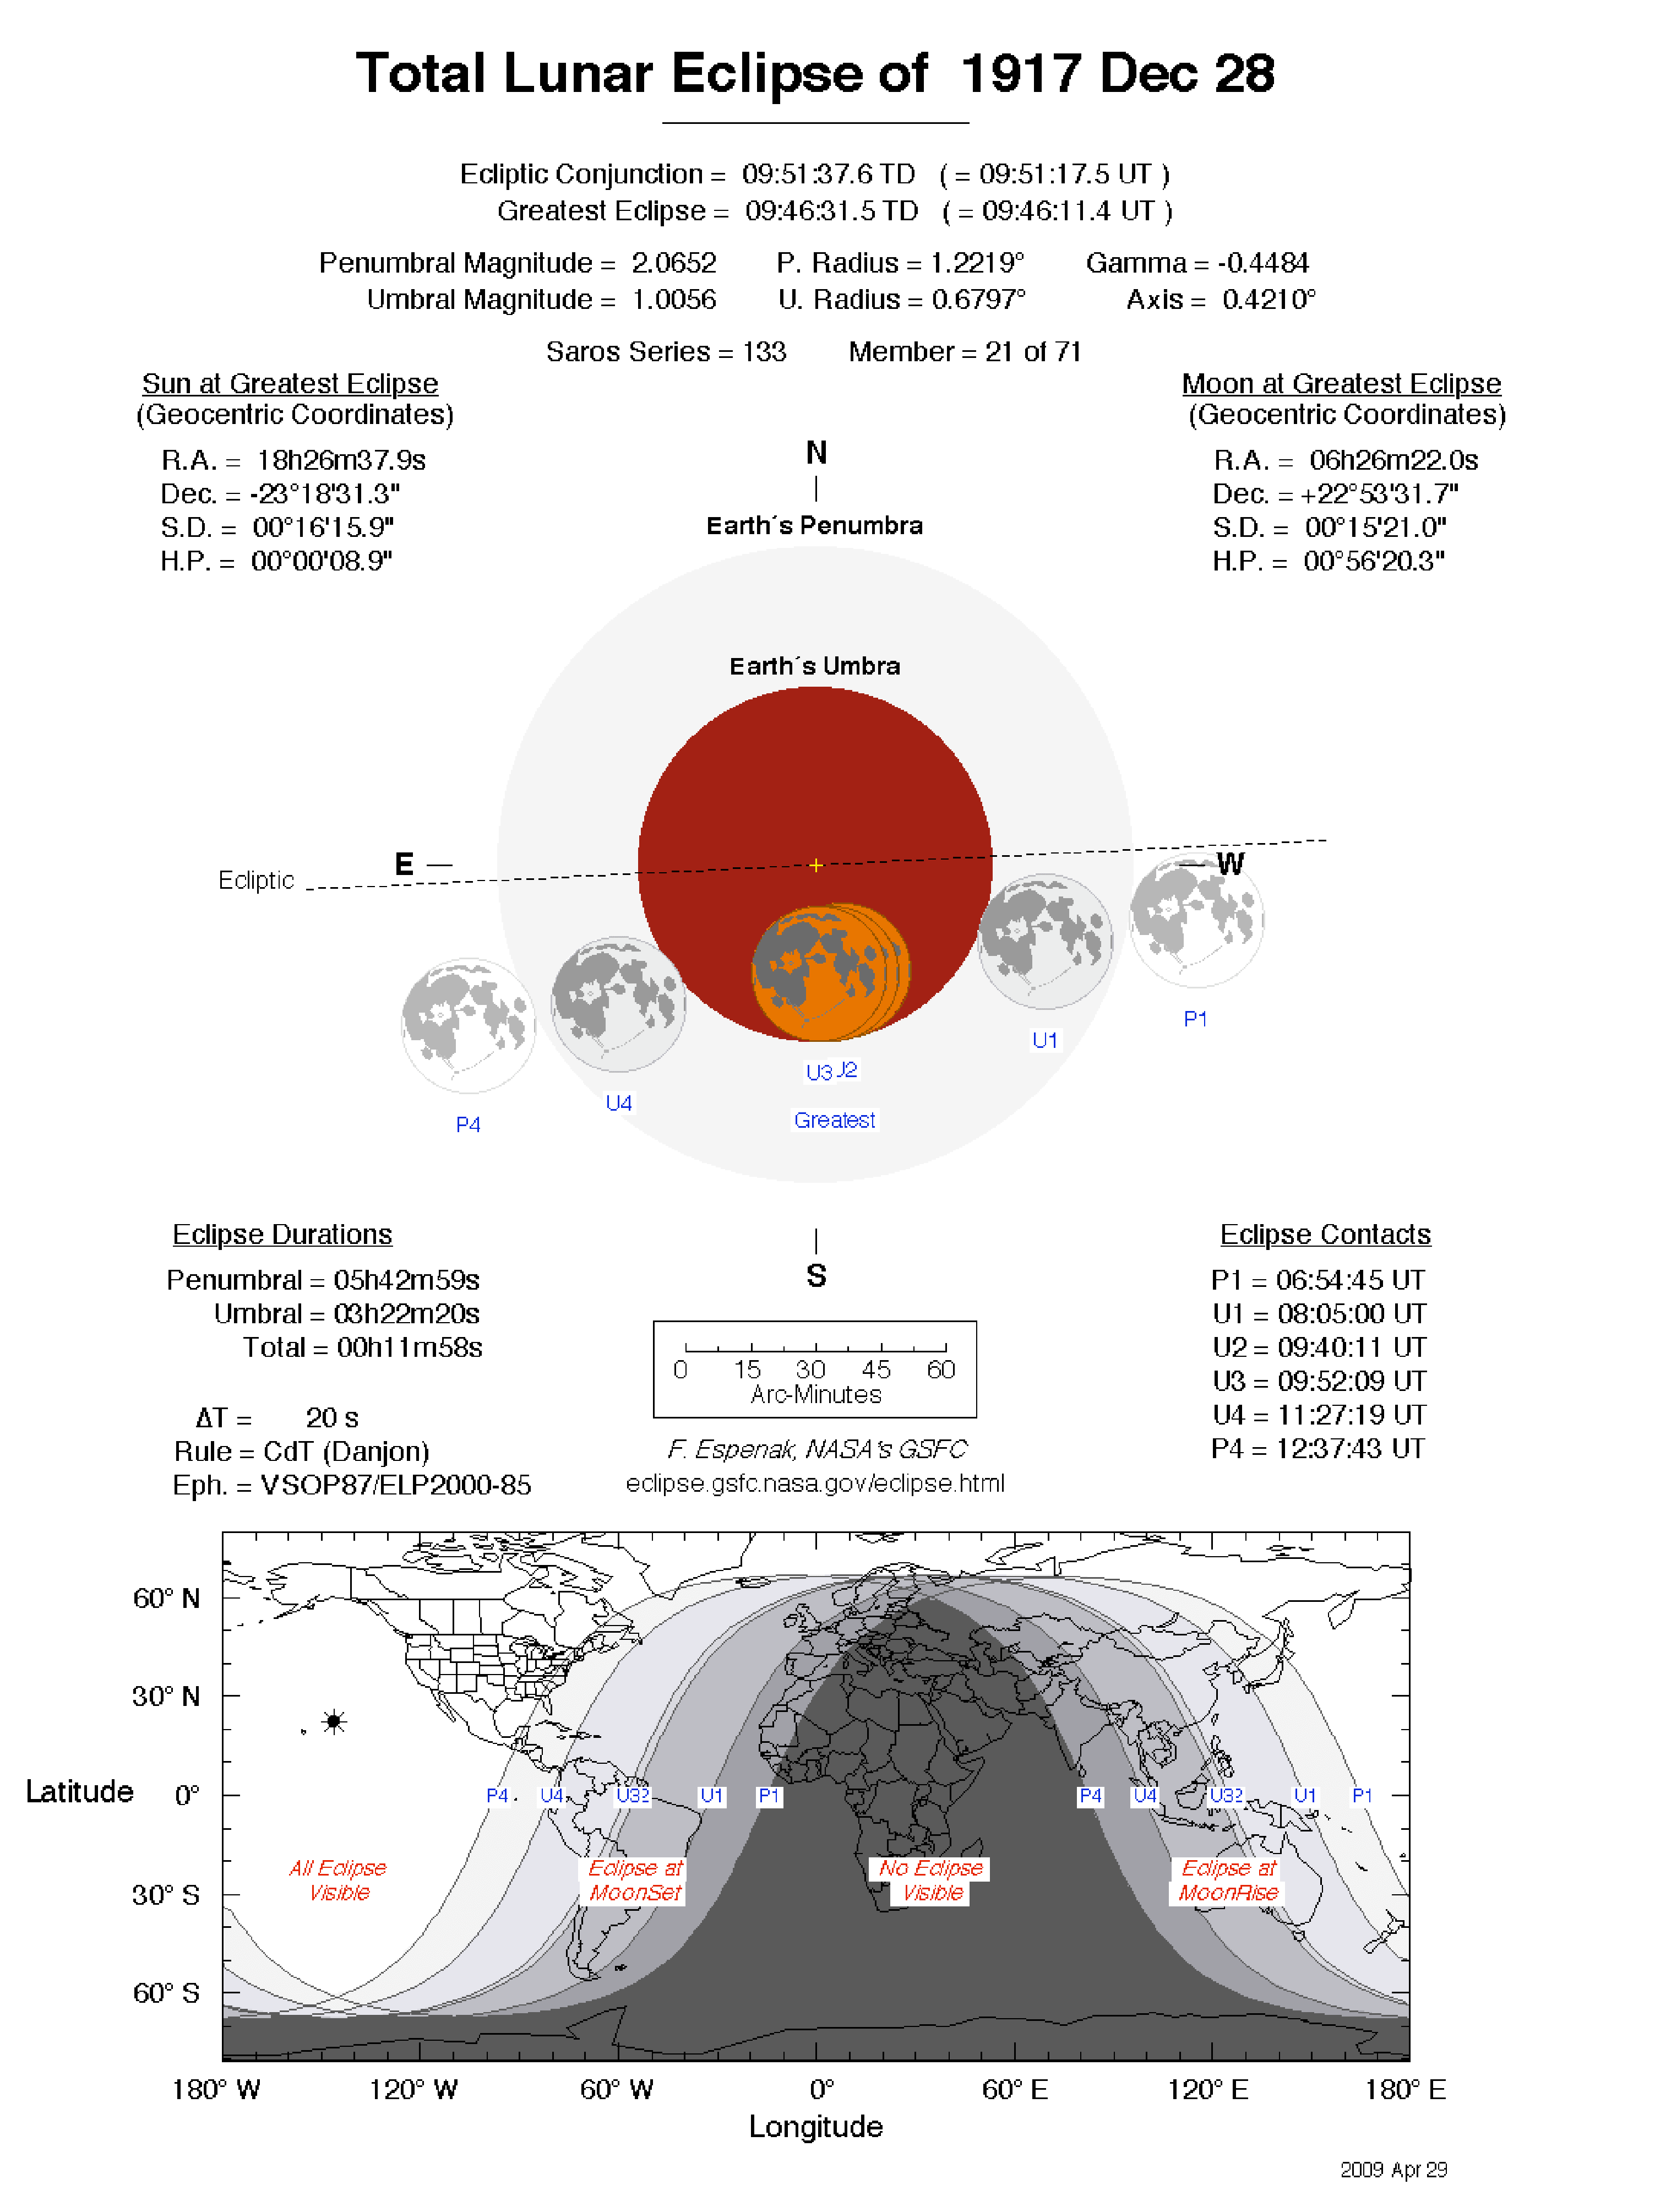 Total Lunar Eclipse of 1917 Dec 28
Ecliptic Conjunction = 09:51:37.6 TD ( = 09:51:17.5 UT )
Greatest Eclipse = 09:46:31.5 TD ( = 09:46:11.4 UT )
Penumbral Magnitude = 2.0652 P. Radius = 1.2219° Gamma = -0.4484
Umbral Magnitude = 1.0056 U. Radius = 0.6797° Axis = 0.4210°
Saros Series = 133 Member = 21 of 71
Sun at Greatest Eclipse
(Geocentric Coordinates)
R.A. = 18h26m37.9s
Dec. = -23°18'31.3"
S.D. = 00°16'15.9"
H.P. = 00°00'08.9"
Moon at Greatest Eclipse
(Geocentric Coordinates)
R.A. = 06h26m22.0s
Dec. = +22°53'31.7"
S.D. = 00°15'21.0"
H.P. = 00°56'20.3"
N
Earth´s Penumbra
Earth´s Umbra
E
W
Ecliptic
P1
U1
U3 U2
U4
Greatest
P4
S
Eclipse Durations
Penumbral = 05h42m59s
Umbral = 03h22m20s
Total = 00h11m58s
ΔT = 20 s
Rule = CdT (Danjon)
Eph. = VSOP87/ELP2000-85
0 15 30 45 60
Arc-Minutes
F. Espenak, NASA's GSFC
eclipse.gsfc.nasa.gov/eclipse.html
Eclipse Contacts
P1 = 06:54:45 UT
U1 = 08:05:00 UT
U2 = 09:40:11 UT
U3 = 09:52:09 UT
U4 = 11:27:19 UT
P4 = 12:37:43 UT
60° N
30° N
Latitude 0°
30° S
60° S
P4 U4 U32 U1 P1 P4 U4 U32 U1 P1
All Eclipse
Visible
Eclipse at
MoonSet
No Eclipse
Visible
Eclipse at
MoonRise
180° W 120° W 60° W 0° 60° E 120° E 180° E
Longitude
2009 Apr 29